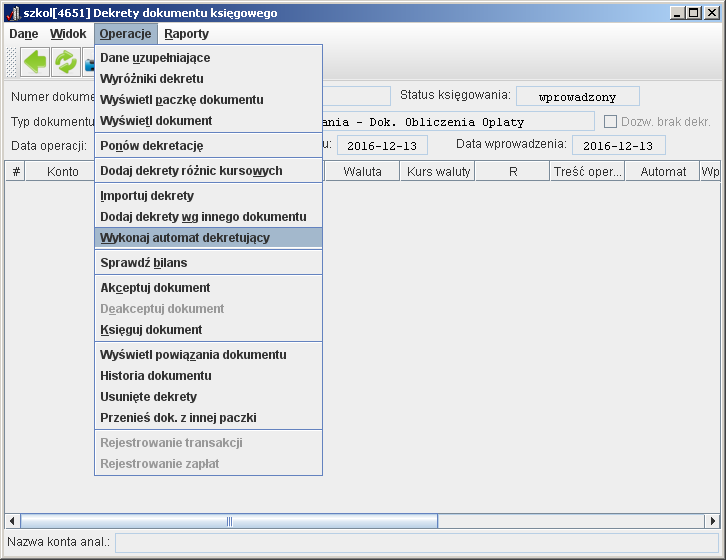 szkol[4651] Dekrety dokumentu księgowego
Dane Widok Operacje Raporty
Dane uzupełniające
Wyróżniki dekretu
Wyświetl paczkę dokumentu
Wyświetl dokument
Ponów dekretację
Dodaj dekrety różnic kursowych
Importuj dekrety
Dodaj dekrety wg innego dokumentu
Wykonaj automat dekretujący
Sprawdź bilans
Akceptuj dokument
Deakceptuj dokument
Księguj dokument
Wyświetl powiązania dokumentu
Historia dokumentu
Usunięte dekrety
Przenieś dok. z innej paczki
Rejestrowanie transakcji
Rejestrowanie zapłat
Numer dokume Status księgowania: wprowadzony
Typ dokumentu ania - Dok. Obliczenia Opłaty Dozw. brak dekr.
Data operacji: u: 2016-12-13 Data wprowadzenia: 2016-12-13
# Konto Waluta Kurs waluty R Treść oper... Automat Wp
Nazwa konta anal.: